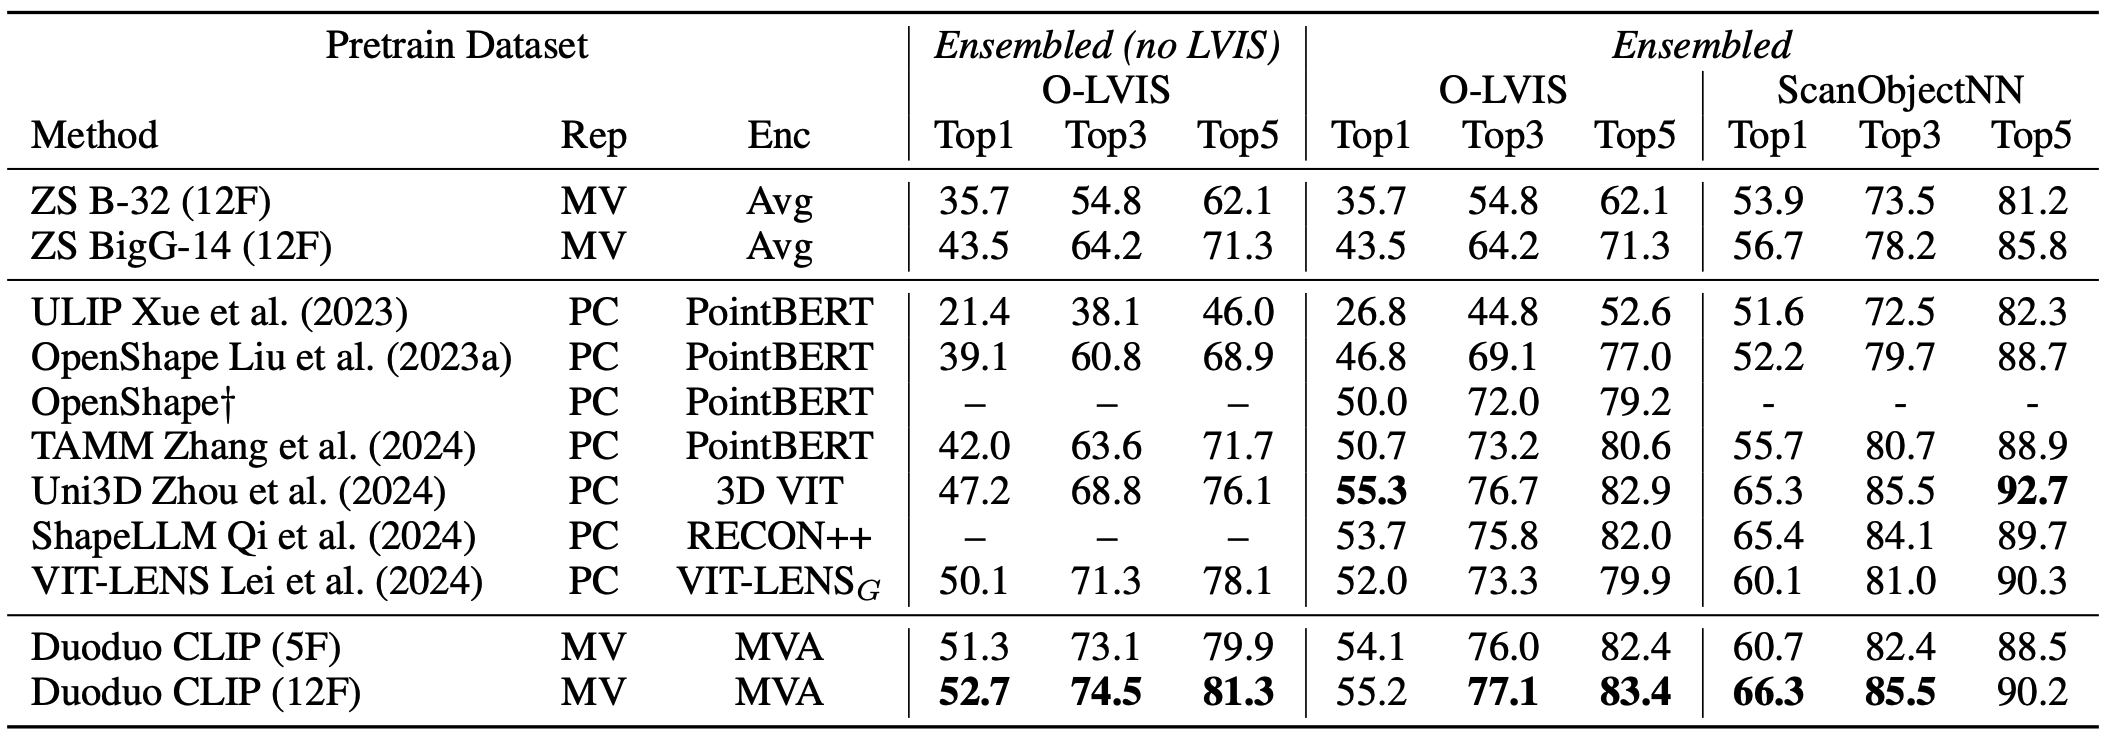 Pretrain Dataset Ensembled (no LVIS) Ensembled
O-LVIS O-LVIS ScanObjectNN
Method Rep Enc Top1 Top3 Top5 Top1 Top3 Top5 Top1 Top3 Top5
ZS B-32 (12F) MV Avg 35.7 54.8 62.1 35.7 54.8 62.1 53.9 73.5 81.2
ZS BigG-14 (12F) MV Avg 43.5 64.2 71.3 43.5 64.2 71.3 56.7 78.2 85.8
ULIP Xue et al. (2023) PC PointBERT 21.4 38.1 46.0 26.8 44.8 52.6 51.6 72.5 82.3
OpenShape Liu et al. (2023a) PC PointBERT 39.1 60.8 68.9 46.8 69.1 77.0 52.2 79.7 88.7
OpenShape† PC PointBERT – – – 50.0 72.0 79.2 - - -
TAMM Zhang et al. (2024) PC PointBERT 42.0 63.6 71.7 50.7 73.2 80.6 55.7 80.7 88.9
Uni3D Zhou et al. (2024) PC 3D VIT 47.2 68.8 76.1 55.3 76.7 82.9 65.3 85.5 92.7
ShapeLLM Qi et al. (2024) PC RECON++ – – – 53.7 75.8 82.0 65.4 84.1 89.7
VIT-LENS Lei et al. (2024) PC VIT-LENS_G 50.1 71.3 78.1 52.0 73.3 79.9 60.1 81.0 90.3
Duoduo CLIP (5F) MV MVA 51.3 73.1 79.9 54.1 76.0 82.4 60.7 82.4 88.5
Duoduo CLIP (12F) MV MVA 52.7 74.5 81.3 55.2 77.1 83.4 66.3 85.5 90.2